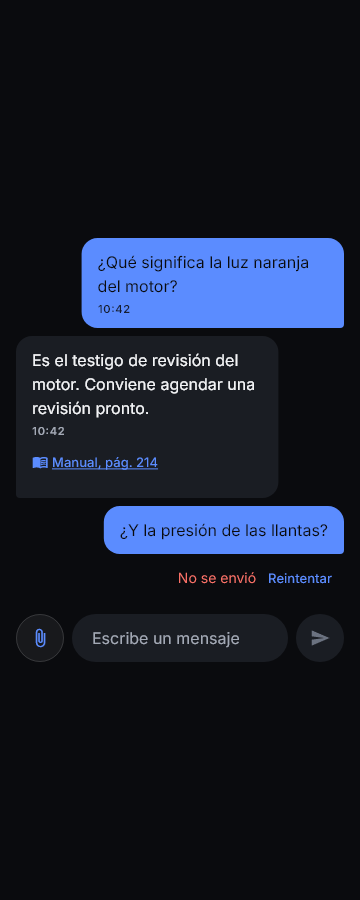 ¿Qué significa la luz naranja
del motor?
10:42
Es el testigo de revisión del
motor. Conviene agendar una
revisión pronto.
10:42
Manual, pág. 214
¿Y la presión de las llantas?
No se envió Reintentar
Escribe un mensaje